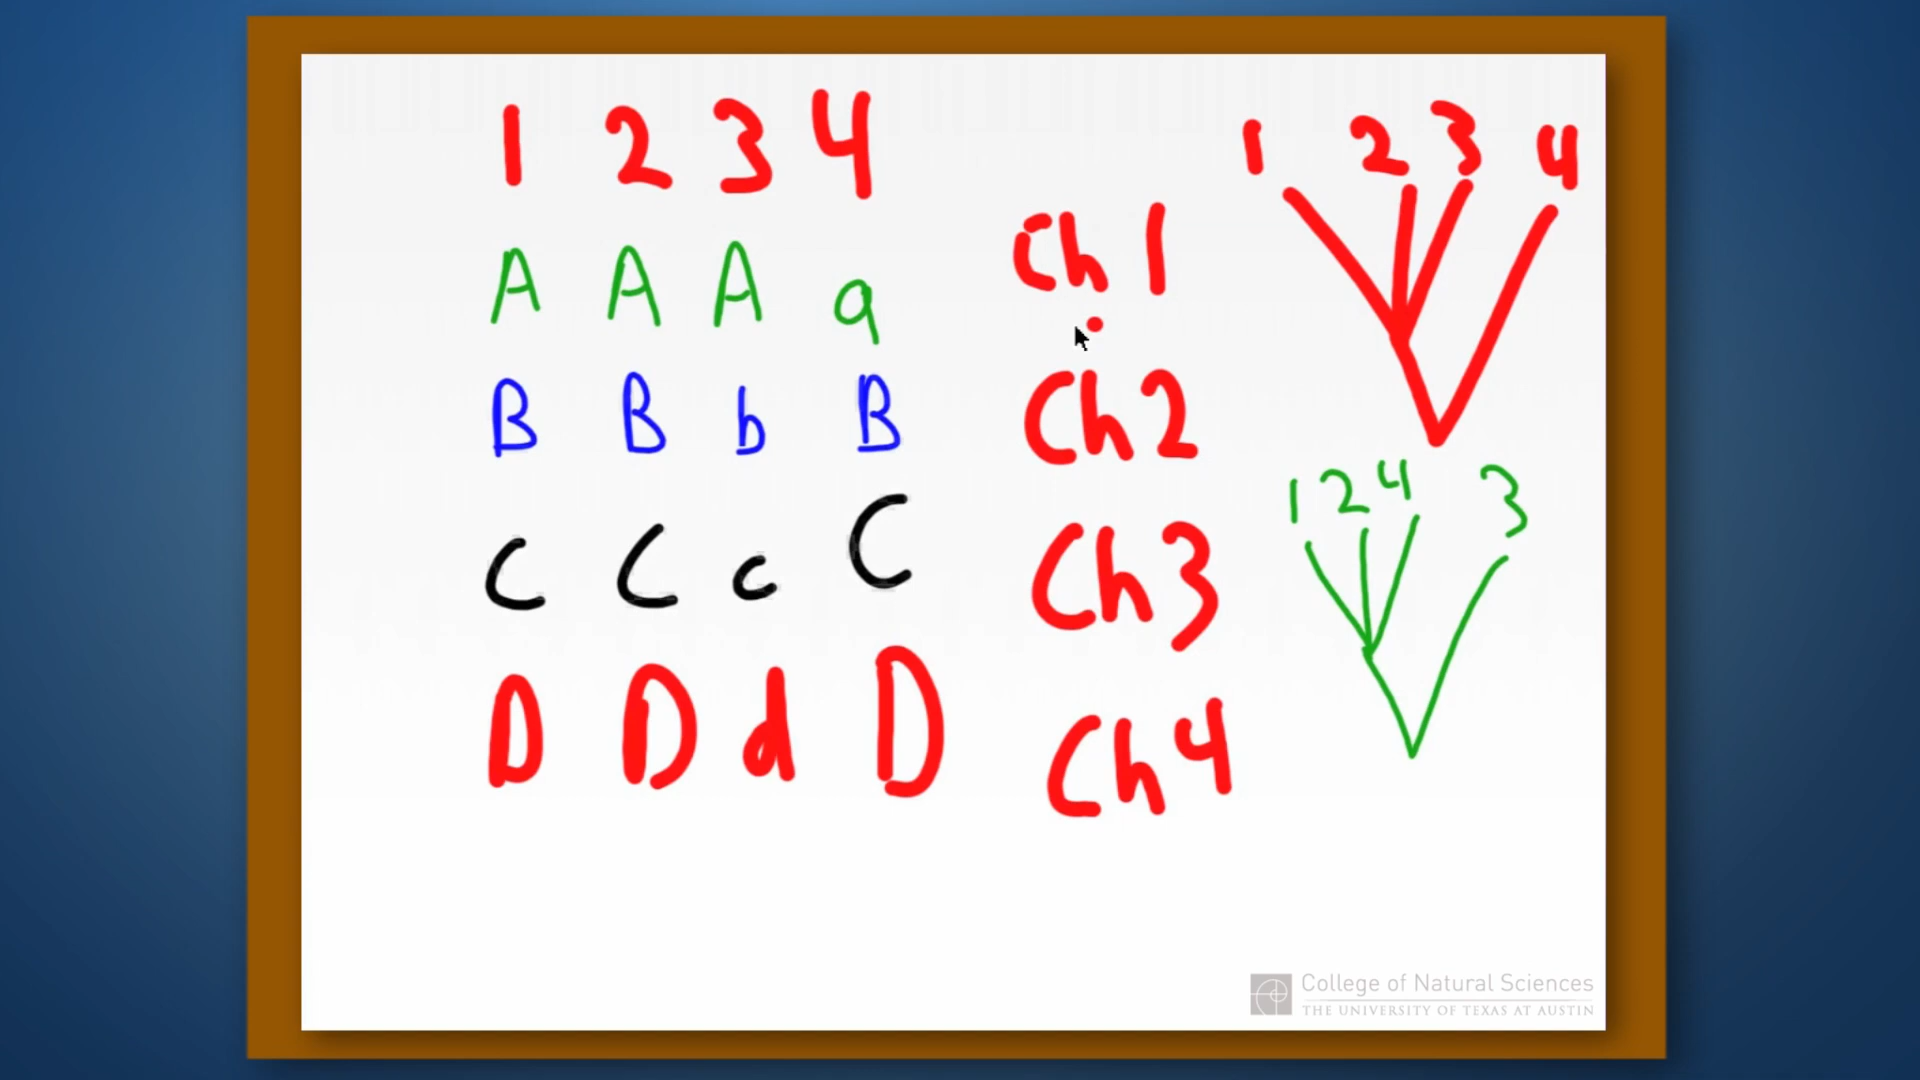 1 2 3 4
A A A a
B B b B
C C c C
D D d D
Ch 1
Ch 2
Ch 3
Ch 4
1 2 3 4
1 2 4 3
College of Natural Sciences
THE UNIVERSITY OF TEXAS AT AUSTIN